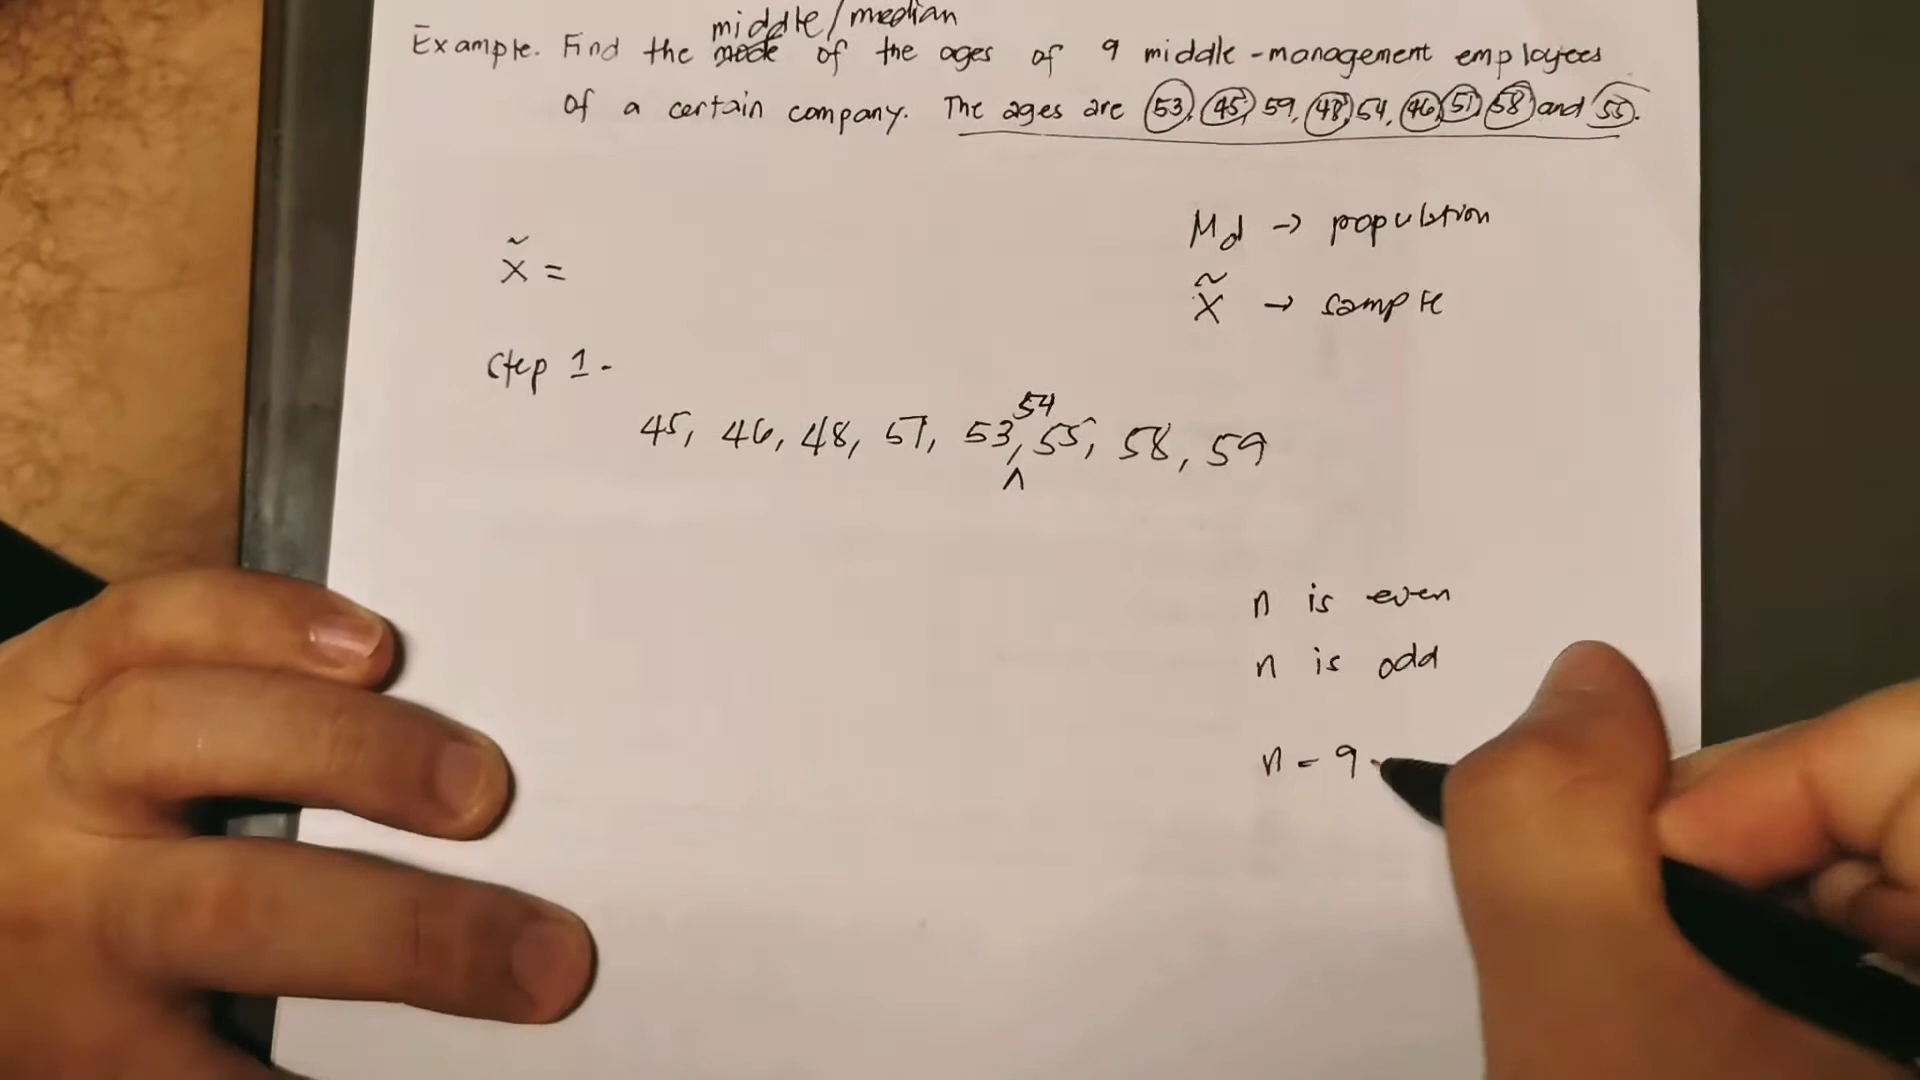 middle/median
Example. Find the mode of the ages of 9 middle-management employees
of a certain company. The ages are 53, 45, 59, 48, 54, 46, 51, 58 and 55.
Md → population
x̃ =
x̃ → sample
Step 1.
54
45, 46, 48, 51, 53, 55, 58, 59
^
n is even
n is odd
n = 9